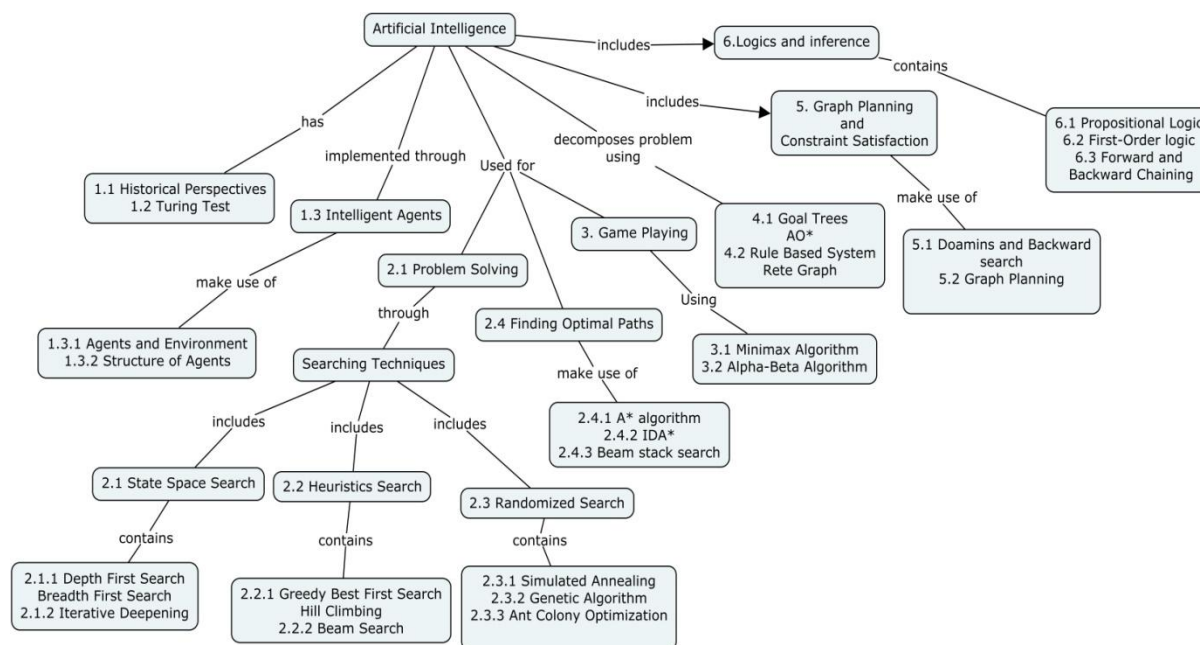 Artificial Intelligence
includes
6.Logics and inference
contains
6.1 Propositional Logic
6.2 First-Order logic
6.3 Forward and
Backward Chaining
includes
5. Graph Planning
and
Constraint Satisfaction
make use of
5.1 Doamins and Backward
search
5.2 Graph Planning
has
1.1 Historical Perspectives
1.2 Turing Test
implemented through
1.3 Intelligent Agents
make use of
1.3.1 Agents and Environment
1.3.2 Structure of Agents
Used for
2.1 Problem Solving
through
Searching Techniques
includes
includes
includes
2.1 State Space Search
2.2 Heuristics Search
2.3 Randomized Search
contains
contains
contains
2.1.1 Depth First Search
Breadth First Search
2.1.2 Iterative Deepening
2.2.1 Greedy Best First Search
Hill Climbing
2.2.2 Beam Search
2.3.1 Simulated Annealing
2.3.2 Genetic Algorithm
2.3.3 Ant Colony Optimization
2.4 Finding Optimal Paths
make use of
2.4.1 A* algorithm
2.4.2 IDA*
2.4.3 Beam stack search
3. Game Playing
Using
3.1 Minimax Algorithm
3.2 Alpha-Beta Algorithm
decomposes problem
using
4.1 Goal Trees
AO*
4.2 Rule Based System
Rete Graph